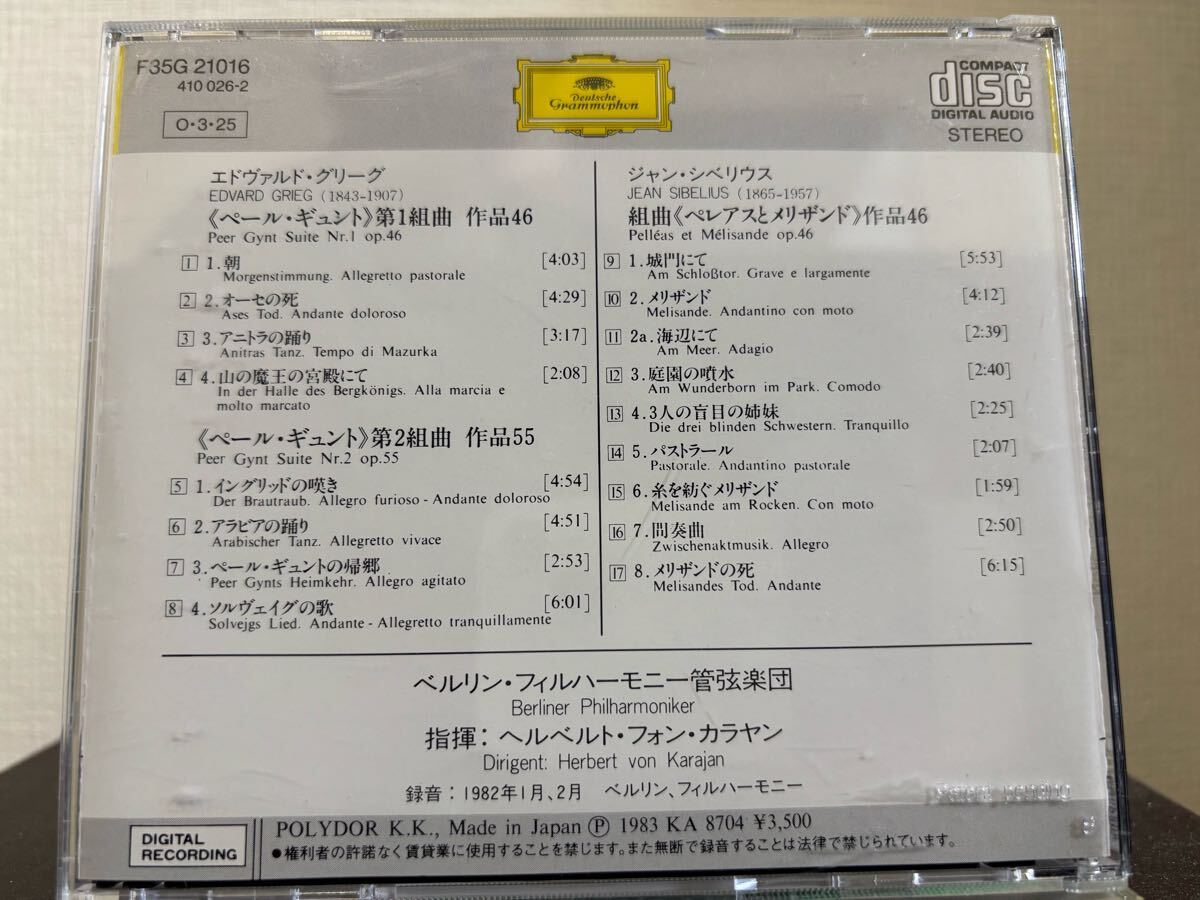 F35G 21016
410 026-2
O・3・25
Deutsche
Grammophon
COMPACT
disc
DIGITAL AUDIO
STEREO
エドヴァルド・グリーグ
EDVARD GRIEG (1843-1907)
《ペール・ギュント》第1組曲 作品46
Peer Gynt Suite Nr.1 op.46
1 1.朝 [4:03]
Morgenstimmung. Allegretto pastorale
2 2.オーセの死 [4:29]
Ases Tod. Andante doloroso
3 3.アニトラの踊り [3:17]
Anitras Tanz. Tempo di Mazurka
4 4.山の魔王の宮殿にて [2:08]
In der Halle des Bergkönigs. Alla marcia e
molto marcato
《ペール・ギュント》第2組曲 作品55
Peer Gynt Suite Nr.2 op.55
5 1.イングリッドの嘆き [4:54]
Der Brautraub. Allegro furioso - Andante doloroso
6 2.アラビアの踊り [4:51]
Arabischer Tanz. Allegretto vivace
7 3.ペール・ギュントの帰郷 [2:53]
Peer Gynts Heimkehr. Allegro agitato
8 4.ソルヴェイグの歌 [6:01]
Solvejgs Lied. Andante - Allegretto tranquillamente
ジャン・シベリウス
JEAN SIBELIUS (1865-1957)
組曲《ペレアスとメリザンド》作品46
Pelléas et Mélisande op.46
9 1.城門にて [5:53]
Am Schloßtor. Grave e largamente
10 2.メリザンド [4:12]
Melisande. Andantino con moto
11 2a.海辺にて [2:39]
Am Meer. Adagio
12 3.庭園の噴水 [2:40]
Am Wunderborn im Park. Comodo
13 4.3人の盲目の姉妹 [2:25]
Die drei blinden Schwestern. Tranquillo
14 5.パストラール [2:07]
Pastorale. Andantino pastorale
15 6.糸を紡ぐメリザンド [1:59]
Melisande am Rocken. Con moto
16 7.間奏曲 [2:50]
Zwischenaktmusik. Allegro
17 8.メリザンドの死 [6:15]
Melisandes Tod. Andante
ベルリン・フィルハーモニー管弦楽団
Berliner Philharmoniker
指揮：ヘルベルト・フォン・カラヤン
Dirigent: Herbert von Karajan
録音：1982年1月、2月 ベルリン、フィルハーモニー
DIGITAL
RECORDING
POLYDOR K.K., Made in Japan Ⓟ 1983 KA 8704 ¥3,500
●権利者の許諾なく賃貸業に使用することを禁じます。また無断で録音することは法律で禁じられています。